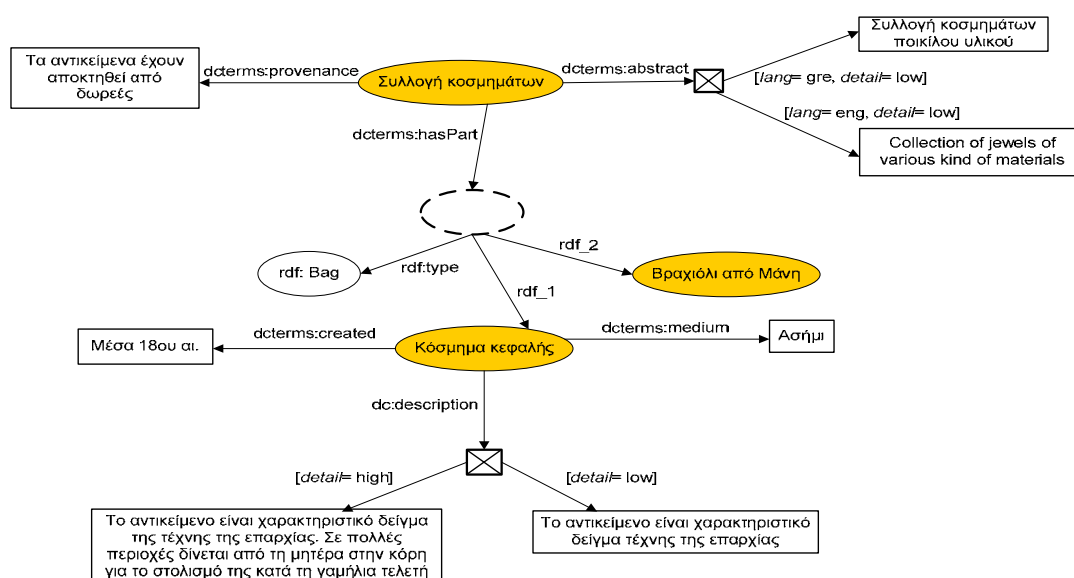 Συλλογή κοσμημάτων
ποικίλου υλικού
Τα αντικείμενα έχουν
αποκτηθεί από
δωρεές
dcterms:provenance
Συλλογή κοσμημάτων
dcterms:abstract
[lang= gre, detail= low]
[lang= eng, detail= low]
Collection of jewels of
various kind of materials
dcterms:hasPart
rdf: Bag
rdf:type
rdf_2
Βραχιόλι από Μάνη
rdf_1
Μέσα 18ου αι.
dcterms:created
Κόσμημα κεφαλής
dcterms:medium
Ασήμι
dc:description
[detail= high]
[detail= low]
Το αντικείμενο είναι χαρακτηριστικό δείγμα
της τέχνης της επαρχίας. Σε πολλές
περιοχές δίνεται από τη μητέρα στην κόρη
για το στολισμό της κατά τη γαμήλια τελετή
Το αντικείμενο είναι χαρακτηριστικό
δείγμα τέχνης της επαρχίας